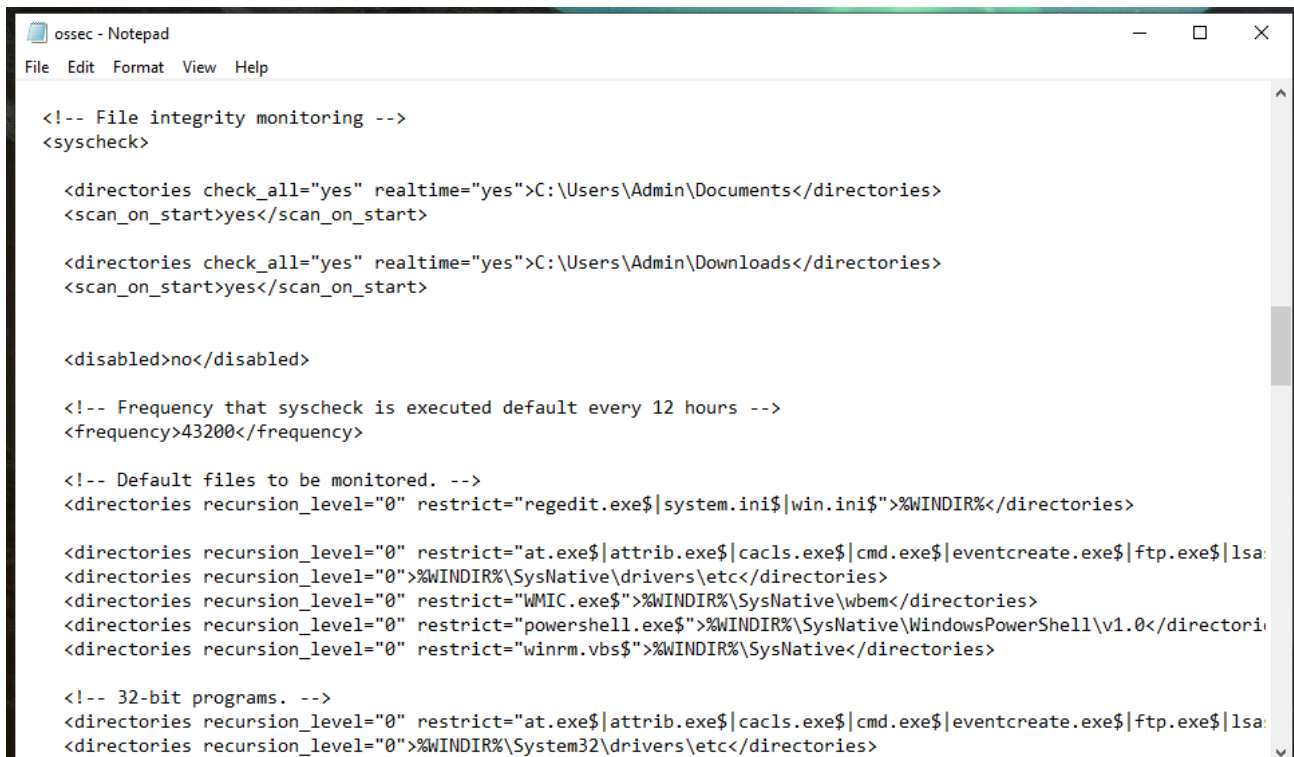 ossec - Notepad
File Edit Format View Help
<!-- File integrity monitoring -->
<syscheck>
<directories check_all="yes" realtime="yes">C:\Users\Admin\Documents</directories>
<scan_on_start>yes</scan_on_start>
<directories check_all="yes" realtime="yes">C:\Users\Admin\Downloads</directories>
<scan_on_start>yes</scan_on_start>
<disabled>no</disabled>
<!-- Frequency that syscheck is executed default every 12 hours -->
<frequency>43200</frequency>
<!-- Default files to be monitored. -->
<directories recursion_level="0" restrict="regedit.exe$|system.ini$|win.ini$">%WINDIR%</directories>
<directories recursion_level="0" restrict="at.exe$|attrib.exe$|cacls.exe$|cmd.exe$|eventcreate.exe$|ftp.exe$|lsa
<directories recursion_level="0">%WINDIR%\SysNative\drivers\etc</directories>
<directories recursion_level="0" restrict="WMIC.exe$">%WINDIR%\SysNative\wbem</directories>
<directories recursion_level="0" restrict="powershell.exe$">%WINDIR%\SysNative\WindowsPowerShell\v1.0</directori
<directories recursion_level="0" restrict="winrm.vbs$">%WINDIR%\SysNative</directories>
<!-- 32-bit programs. -->
<directories recursion_level="0" restrict="at.exe$|attrib.exe$|cacls.exe$|cmd.exe$|eventcreate.exe$|ftp.exe$|lsa
<directories recursion_level="0">%WINDIR%\System32\drivers\etc</directories>